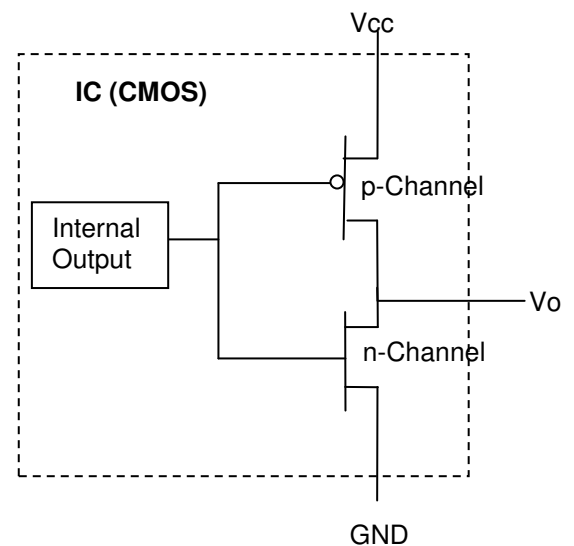 Vcc
IC (CMOS)
p-Channel
Internal
Output
Vo
n-Channel
GND